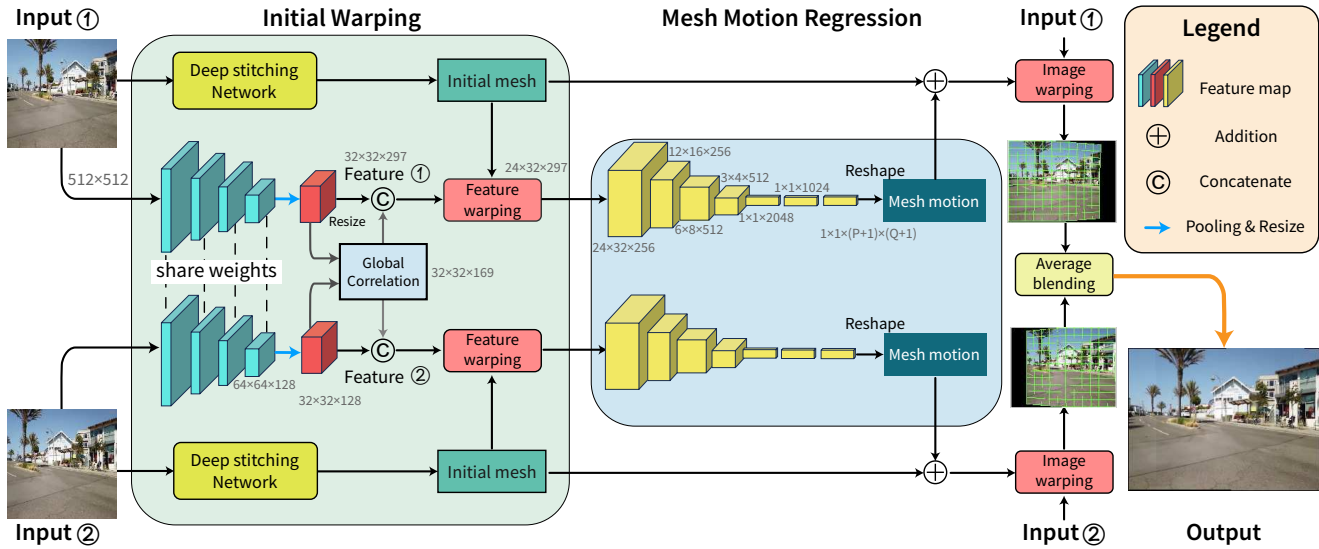 Input ①
Initial Warping
Mesh Motion Regression
Input ①
Legend
Deep stitching
Network
Initial mesh
Image
warping
Feature map
Addition
Concatenate
Pooling & Resize
512×512
32×32×297
Feature ①
C
24×32×297
Feature
warping
Resize
12×16×256
3×4×512
1×1×1024
Reshape
Mesh motion
1×1×2048
6×8×512
24×32×256
1×1×(P+1)×(Q+1)
share weights
Global
Correlation
32×32×169
Average
blending
C
Feature ②
64×64×128
32×32×128
Feature
warping
Reshape
Mesh motion
Deep stitching
Network
Initial mesh
Image
warping
Input ②
Input ②
Output
C